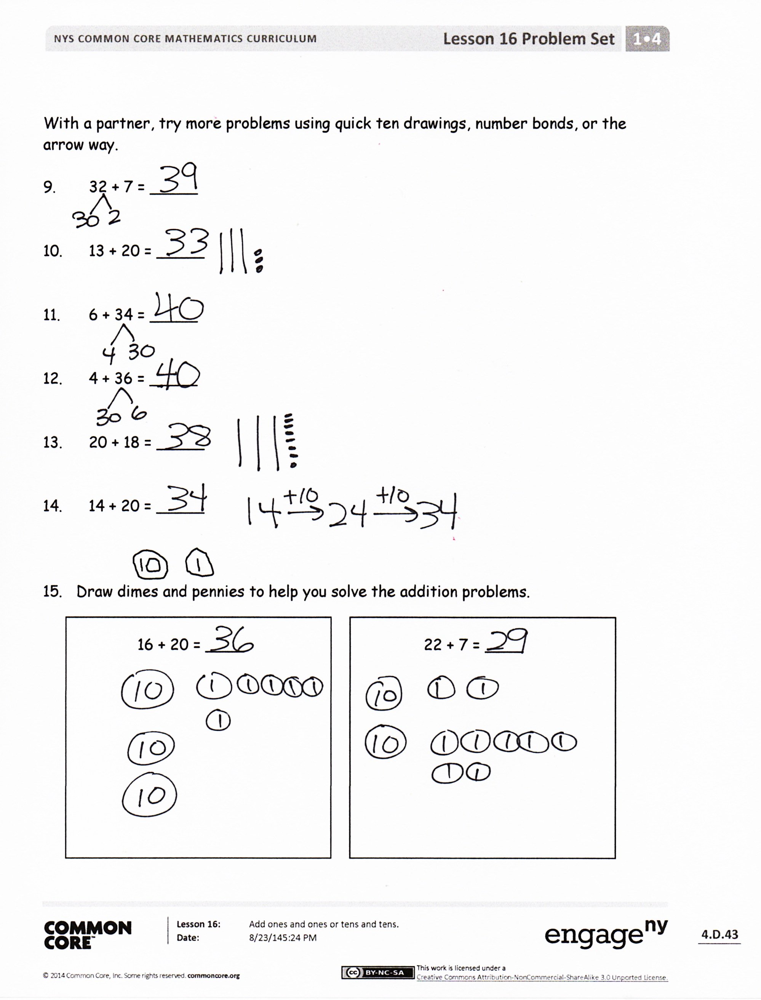 NYS COMMON CORE MATHEMATICS CURRICULUM Lesson 16 Problem Set 1•4
With a partner, try more problems using quick ten drawings, number bonds, or the
arrow way.
9. 32 + 7 = 39
30 2
10. 13 + 20 = 33
11. 6 + 34 = 40
4 30
12. 4 + 36 = 40
30 6
13. 20 + 18 = 38
14. 14 + 20 = 34 14 +10→ 24 +10→ 34
10 1
15. Draw dimes and pennies to help you solve the addition problems.
16 + 20 = 36
10 1 1 1 1 1
1
10
10
22 + 7 = 29
10 1 1
10 1 1 1 1 1
1 1
COMMON CORE™
Lesson 16: Add ones and ones or tens and tens.
Date: 8/23/145:24 PM
engage ny
4.D.43
© 2014 Common Core, Inc. Some rights reserved. commoncore.org
cc BY-NC-SA
This work is licensed under a
Creative Commons Attribution-NonCommercial-ShareAlike 3.0 Unported License.